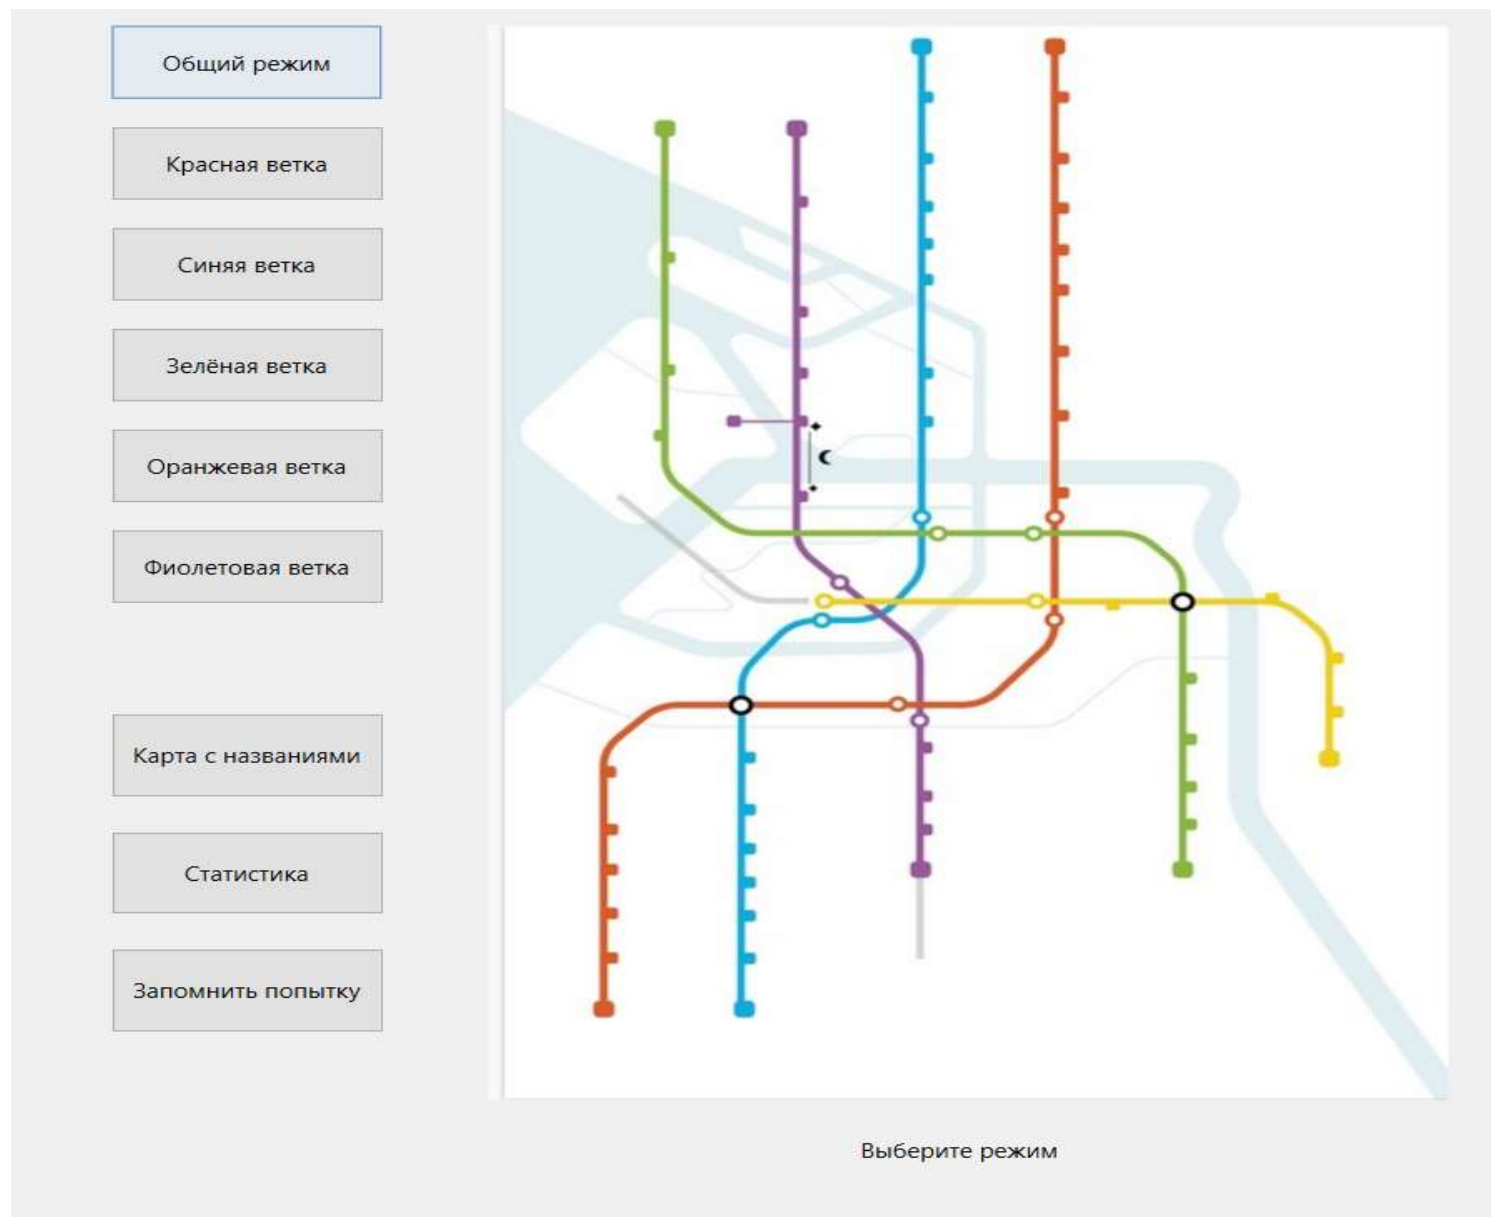 Общий режим
Красная ветка
Синяя ветка
Зелёная ветка
Оранжевая ветка
Фиолетовая ветка
Карта с названиями
Статистика
Запомнить попытку
Выберите режим